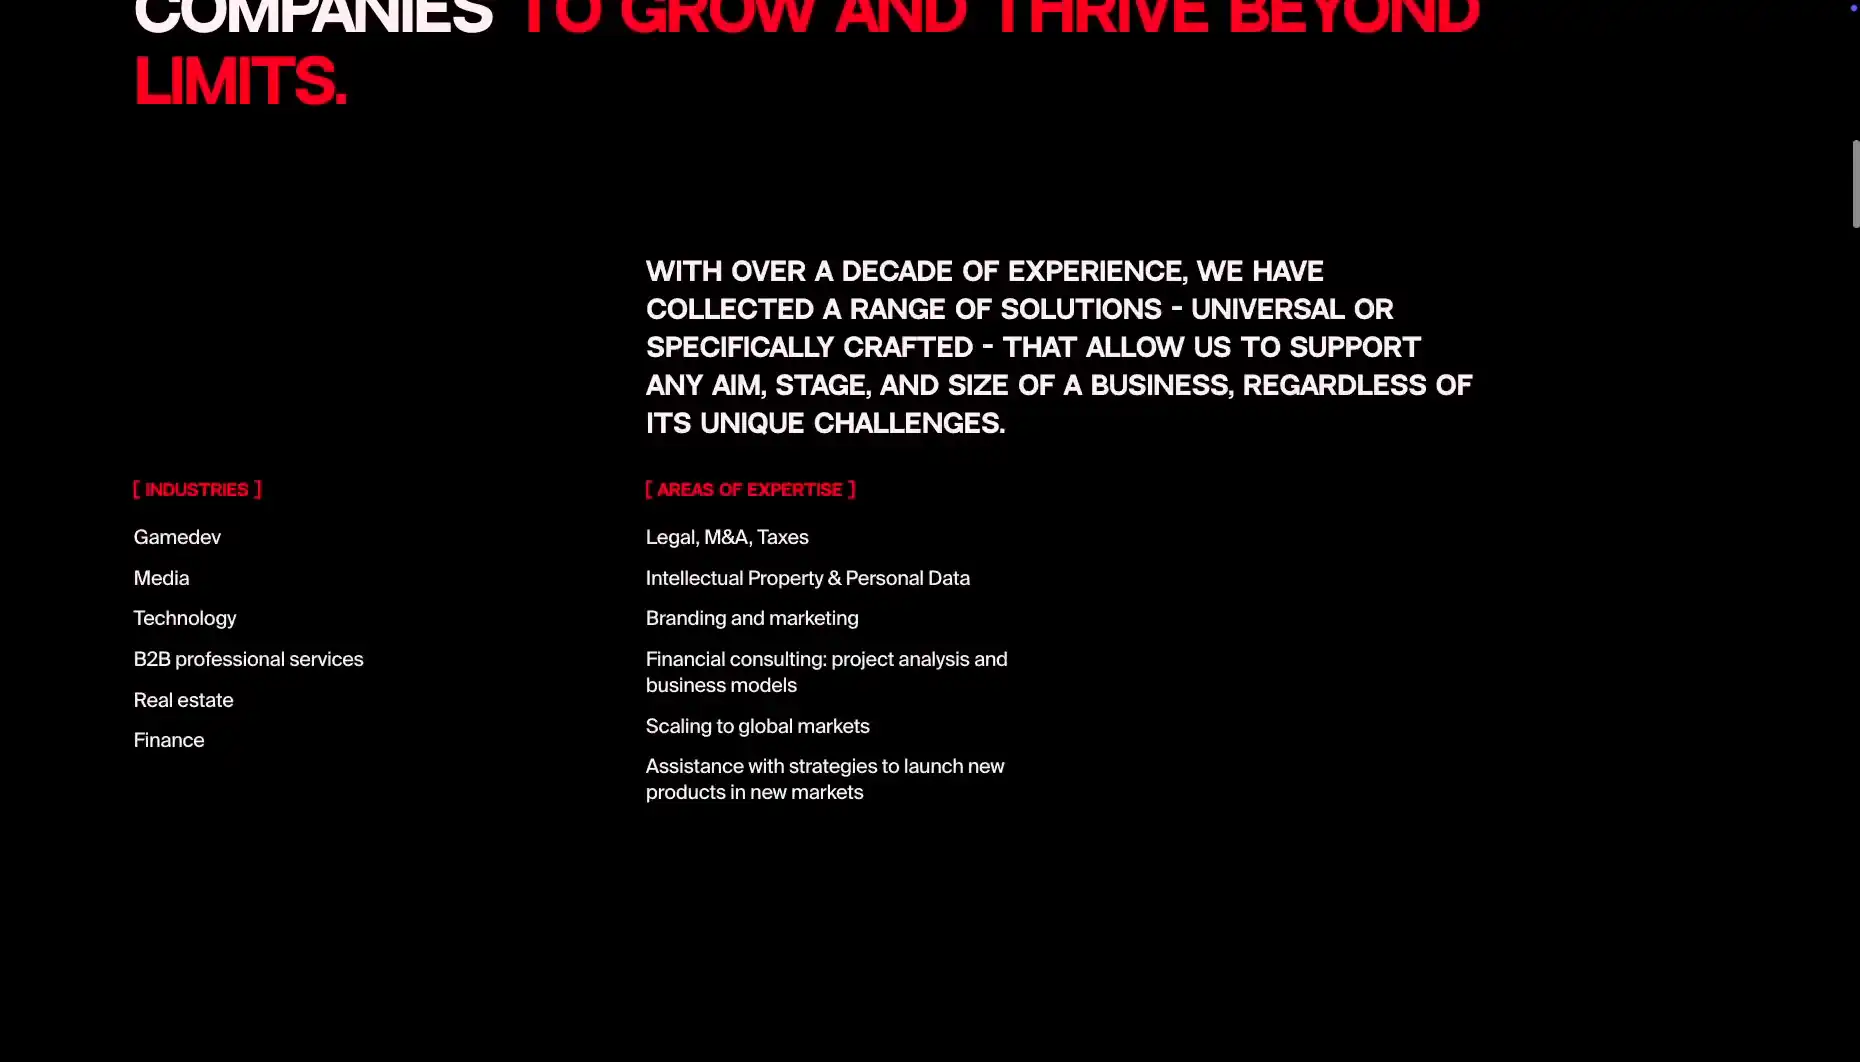 COMPANIES TO GROW AND THRIVE BEYOND
LIMITS.
WITH OVER A DECADE OF EXPERIENCE, WE HAVE
COLLECTED A RANGE OF SOLUTIONS - UNIVERSAL OR
SPECIFICALLY CRAFTED - THAT ALLOW US TO SUPPORT
ANY AIM, STAGE, AND SIZE OF A BUSINESS, REGARDLESS OF
ITS UNIQUE CHALLENGES.
[ INDUSTRIES ]
Gamedev
Media
Technology
B2B professional services
Real estate
Finance
[ AREAS OF EXPERTISE ]
Legal, M&A, Taxes
Intellectual Property & Personal Data
Branding and marketing
Financial consulting: project analysis and
business models
Scaling to global markets
Assistance with strategies to launch new
products in new markets